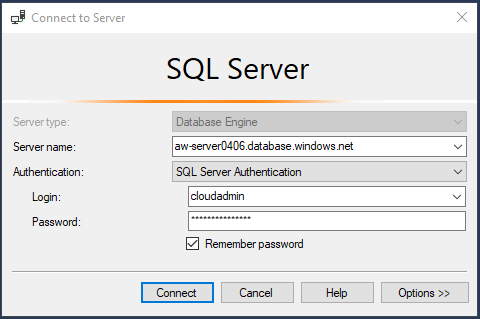 Connect to Server
SQL Server
Server type: Database Engine
Server name: aw-server0406.database.windows.net
Authentication: SQL Server Authentication
Login: cloudadmin
Password: ***************
Remember password
Connect Cancel Help Options >>